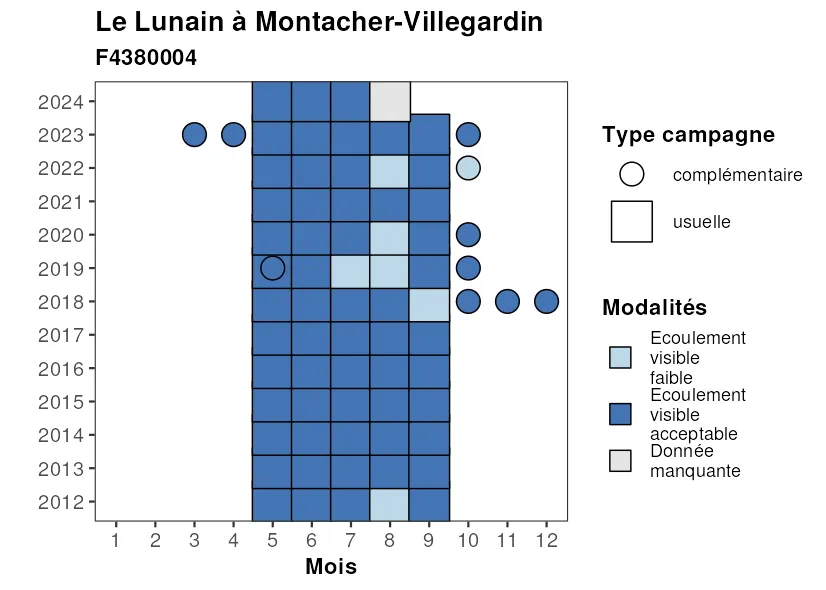 Le Lunain à Montacher-Villegardin
F4380004
2024
2023
2022
2021
2020
2019
2018
2017
2016
2015
2014
2013
2012
1 2 3 4 5 6 7 8 9 10 11 12
Mois
Type campagne
complémentaire
usuelle
Modalités
Ecoulement
visible
faible
Ecoulement
visible
acceptable
Donnée
manquante